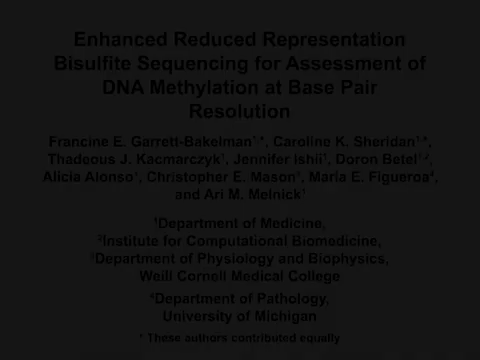 Enhanced Reduced Representation
Bisulfite Sequencing for Assessment of
DNA Methylation at Base Pair
Resolution
Francine E. Garrett-Bakelman¹,*, Caroline K. Sheridan¹,*,
Thadeous J. Kacmarczyk¹, Jennifer Ishii¹, Doron Betel¹,²,
Alicia Alonso¹, Christopher E. Mason³, Maria E. Figueroa⁴,
and Ari M. Melnick¹
¹Department of Medicine,
²Institute for Computational Biomedicine,
³Department of Physiology and Biophysics,
Weill Cornell Medical College
⁴Department of Pathology,
University of Michigan
* These authors contributed equally